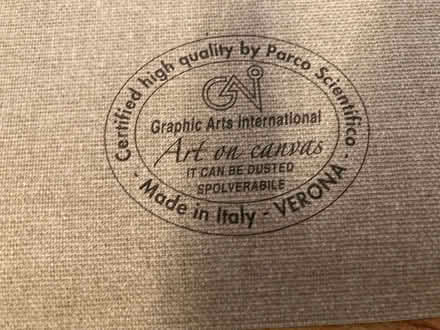 Certified high quality by Parco Scientifico
GAI
Graphic Arts International
Art on canvas
IT CAN BE DUSTED
SPOLVERABILE
- Made in Italy - VERONA -